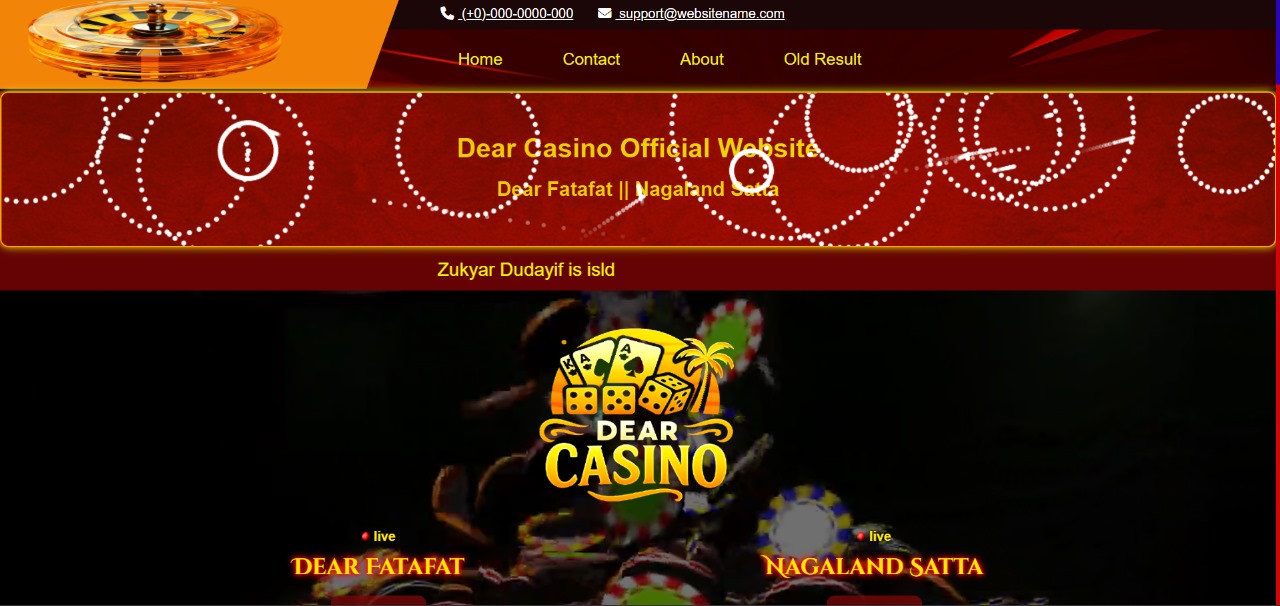 (+0)-000-0000-000 support@websitename.com
Home Contact About Old Result
Dear Casino Official Website
Dear Fatafat || Nagaland Satta
Zukyar Dudayif is isld
K A A
DEAR
CASINO
live live
Dear Fatafat Nagaland Satta